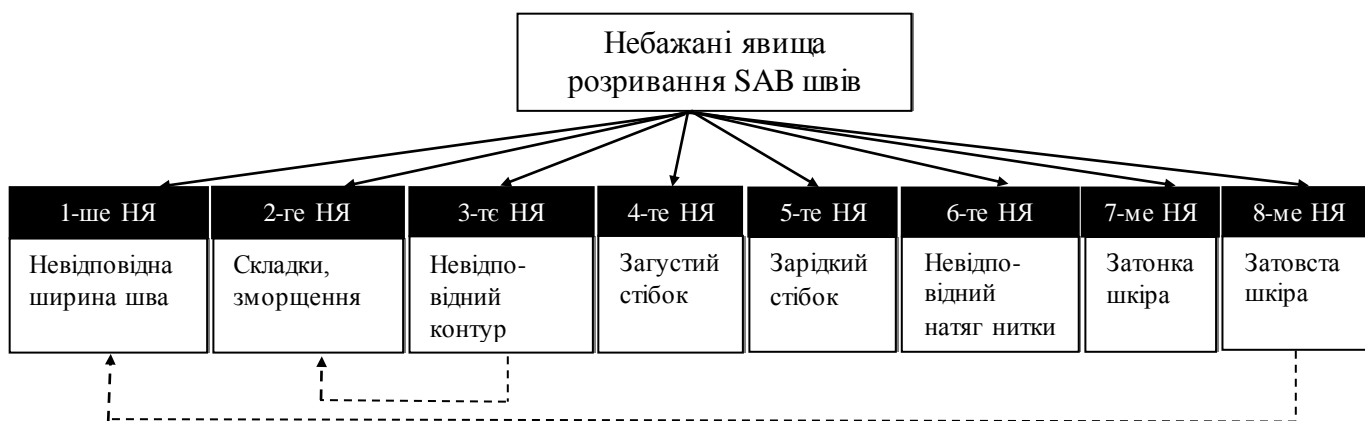 Небажані явища
розривання SAB швів
1-ше НЯ
2-ге НЯ
3-тє НЯ
4-те НЯ
5-те НЯ
6-те НЯ
7-ме НЯ
8-ме НЯ
Невідповідна
ширина шва
Складки,
зморщення
Невідпо-
відний
контур
Загустий
стібок
Зарідкий
стібок
Невідпо-
відний
натяг нитки
Затонка
шкіра
Затовста
шкіра